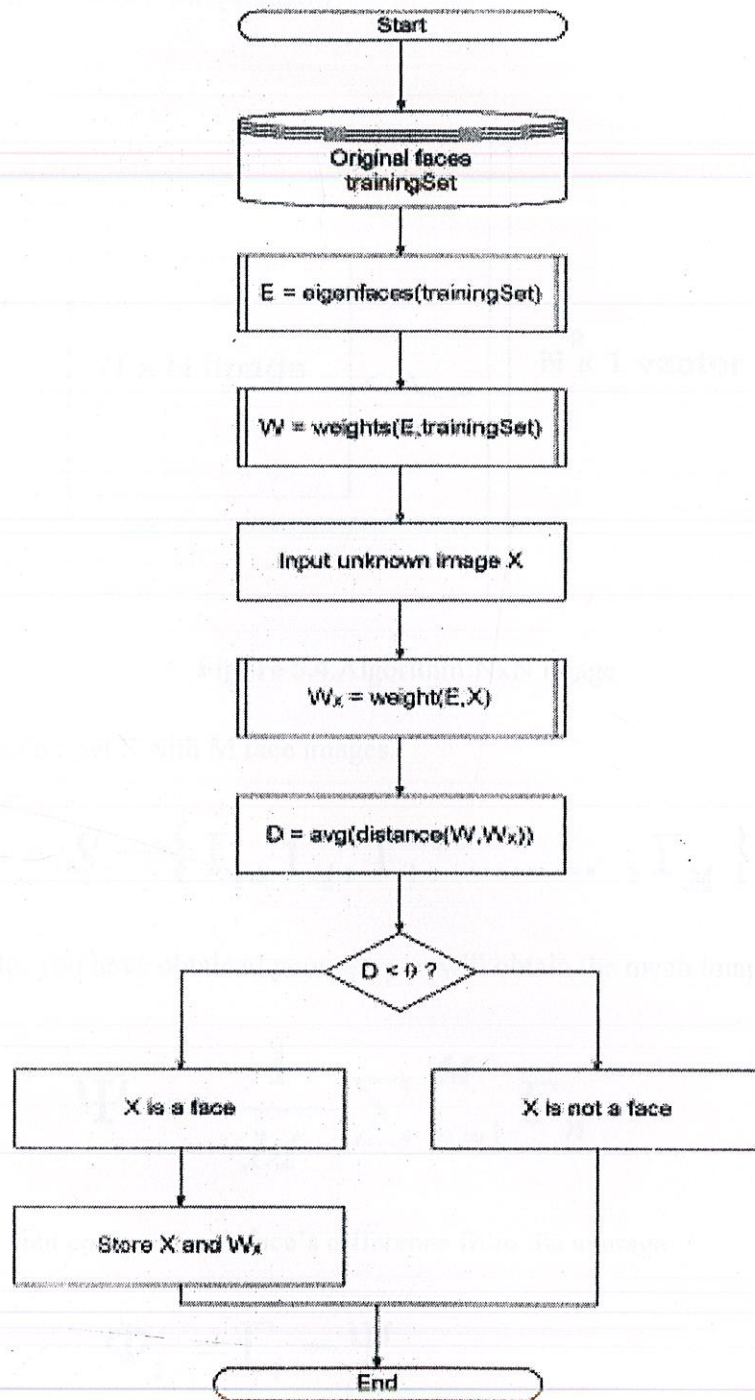 Start
Original faces
trainingSet
E = eigenfaces(trainingSet)
W = weights(E,trainingSet)
Input unknown image X
Wₓ = weight(E,X)
D = avg(distance(W,Wₓ))
D < θ ?
X is a face
X is not a face
Store X and Wₓ
End